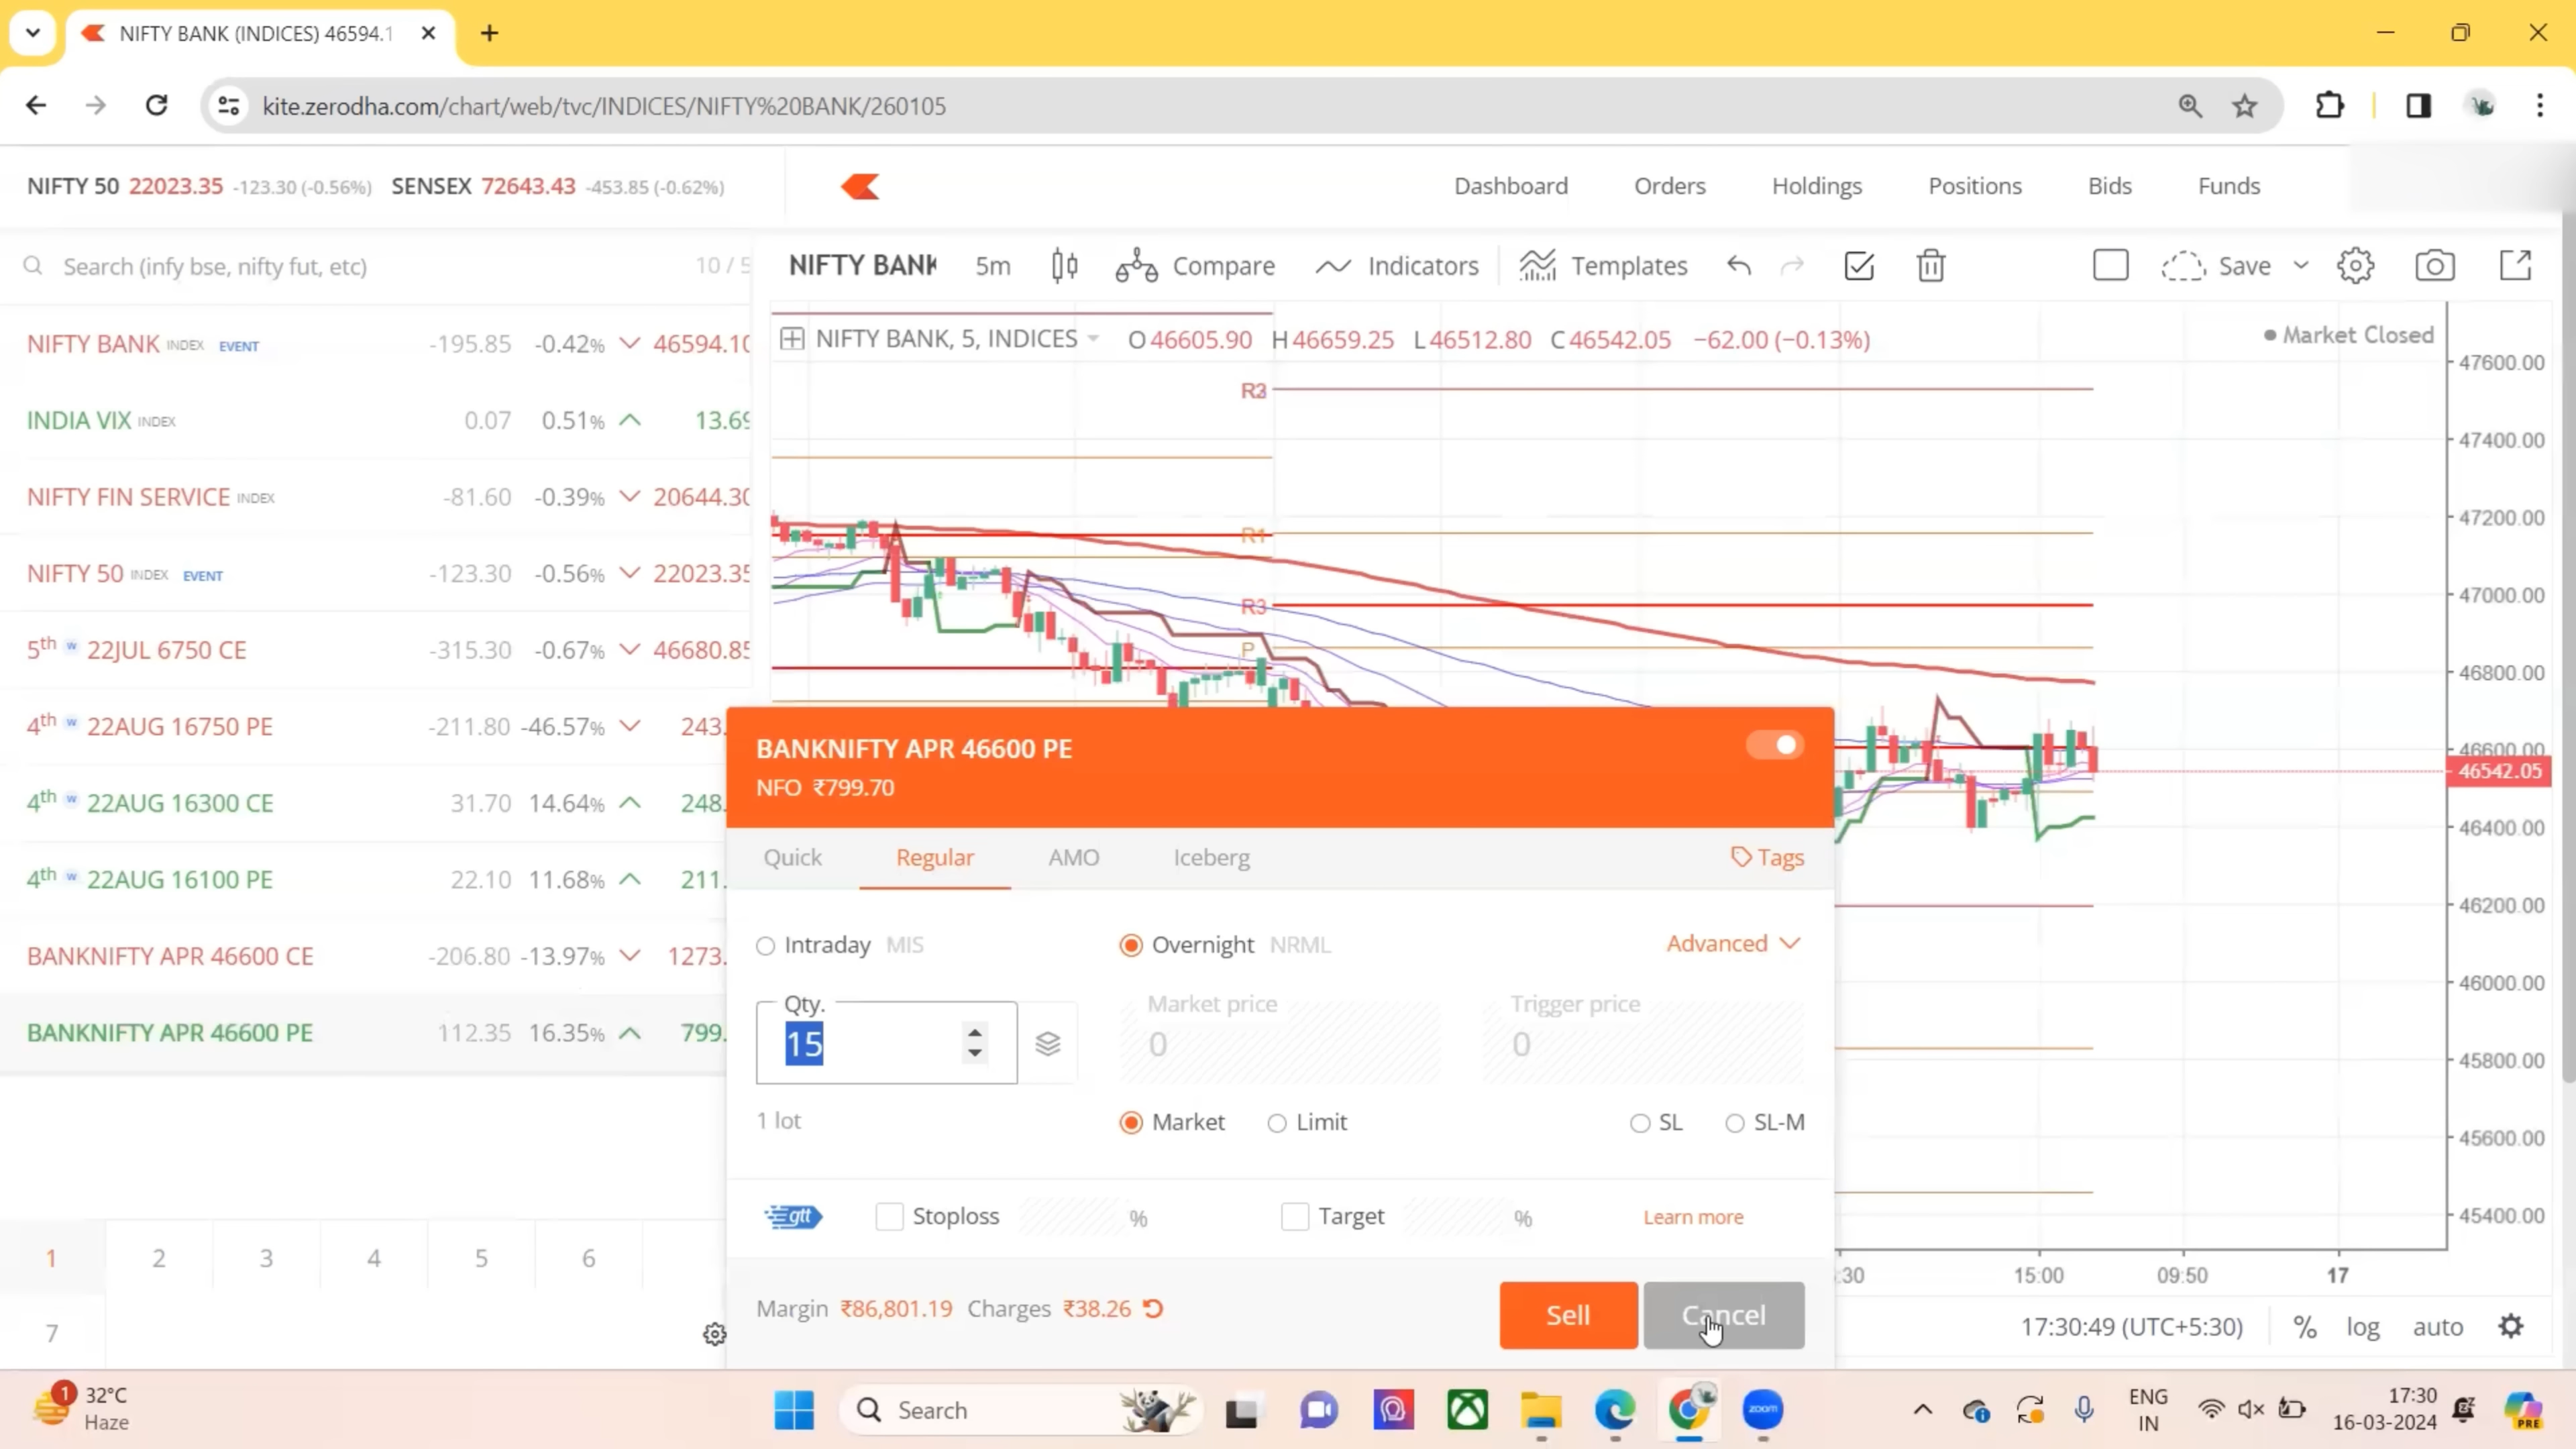 NIFTY BANK (INDICES) 46594.1
kite.zerodha.com/chart/web/tvc/INDICES/NIFTY%20BANK/260105
NIFTY 50 22023.35 -123.30 (-0.56%) SENSEX 72643.43 -453.85 (-0.62%)
Dashboard Orders Holdings Positions Bids Funds
Search (infy bse, nifty fut, etc) 10 / 5
NIFTY BANK 5m Compare Indicators Templates Save
NIFTY BANK INDEX EVENT -195.85 -0.42% 46594.10
INDIA VIX INDEX 0.07 0.51% 13.69
NIFTY FIN SERVICE INDEX -81.60 -0.39% 20644.30
NIFTY 50 INDEX EVENT -123.30 -0.56% 22023.35
5th w 22JUL 6750 CE -315.30 -0.67% 46680.85
4th w 22AUG 16750 PE -211.80 -46.57% 243.
4th w 22AUG 16300 CE 31.70 14.64% 248.
4th w 22AUG 16100 PE 22.10 11.68% 211.
BANKNIFTY APR 46600 CE -206.80 -13.97% 1273.
BANKNIFTY APR 46600 PE 112.35 16.35% 799.
1 2 3 4 5 6
7
NIFTY BANK, 5, INDICES O46605.90 H46659.25 L46512.80 C46542.05 −62.00 (−0.13%)
Market Closed
R1
R3
P
47600.00
47400.00
47200.00
47000.00
46800.00
46600.00
46542.05
46400.00
46200.00
46000.00
45800.00
45600.00
45400.00
:30 15:00 09:50 17
17:30:49 (UTC+5:30) % log auto
BANKNIFTY APR 46600 PE
NFO ₹799.70
Quick Regular AMO Iceberg Tags
Intraday MIS Overnight NRML Advanced
Qty. Market price Trigger price
15 0 0
1 lot Market Limit SL SL-M
gtt Stoploss % Target % Learn more
Margin ₹86,801.19 Charges ₹38.26 Sell Cancel
1 32°C
Haze
Search
zoom
ENG
IN
17:30
16-03-2024
PRE